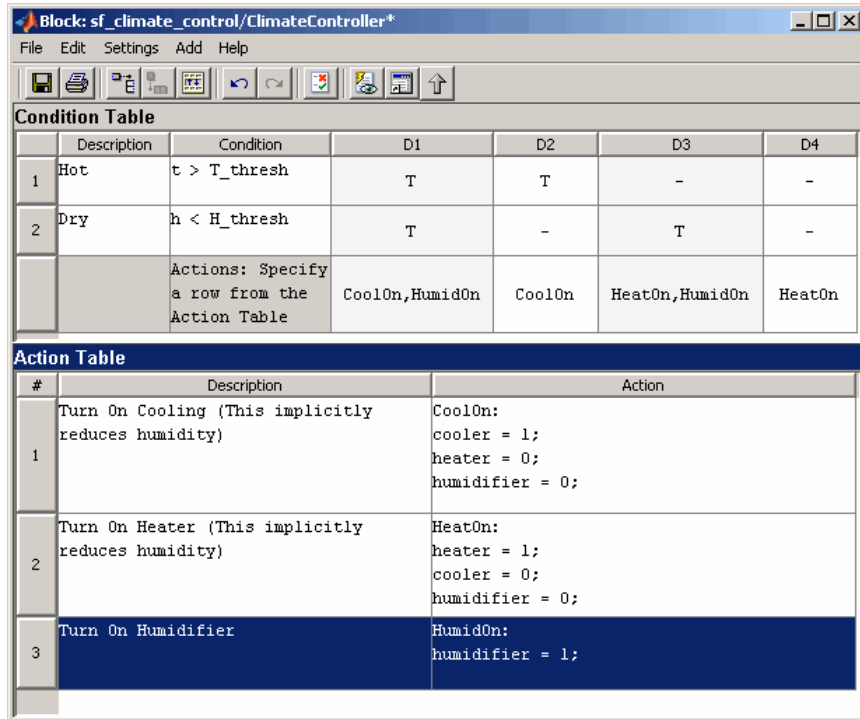 Block: sf_climate_control/ClimateController*
File Edit Settings Add Help
Condition Table
Description Condition D1 D2 D3 D4
1 Hot t > T_thresh T T - -
2 Dry h < H_thresh T - T -
Actions: Specify
a row from the
Action Table
CoolOn,HumidOn CoolOn HeatOn,HumidOn HeatOn
Action Table
# Description Action
1
Turn On Cooling (This implicitly
reduces humidity)
CoolOn:
cooler = 1;
heater = 0;
humidifier = 0;
2
Turn On Heater (This implicitly
reduces humidity)
HeatOn:
heater = 1;
cooler = 0;
humidifier = 0;
3
Turn On Humidifier
HumidOn:
humidifier = 1;